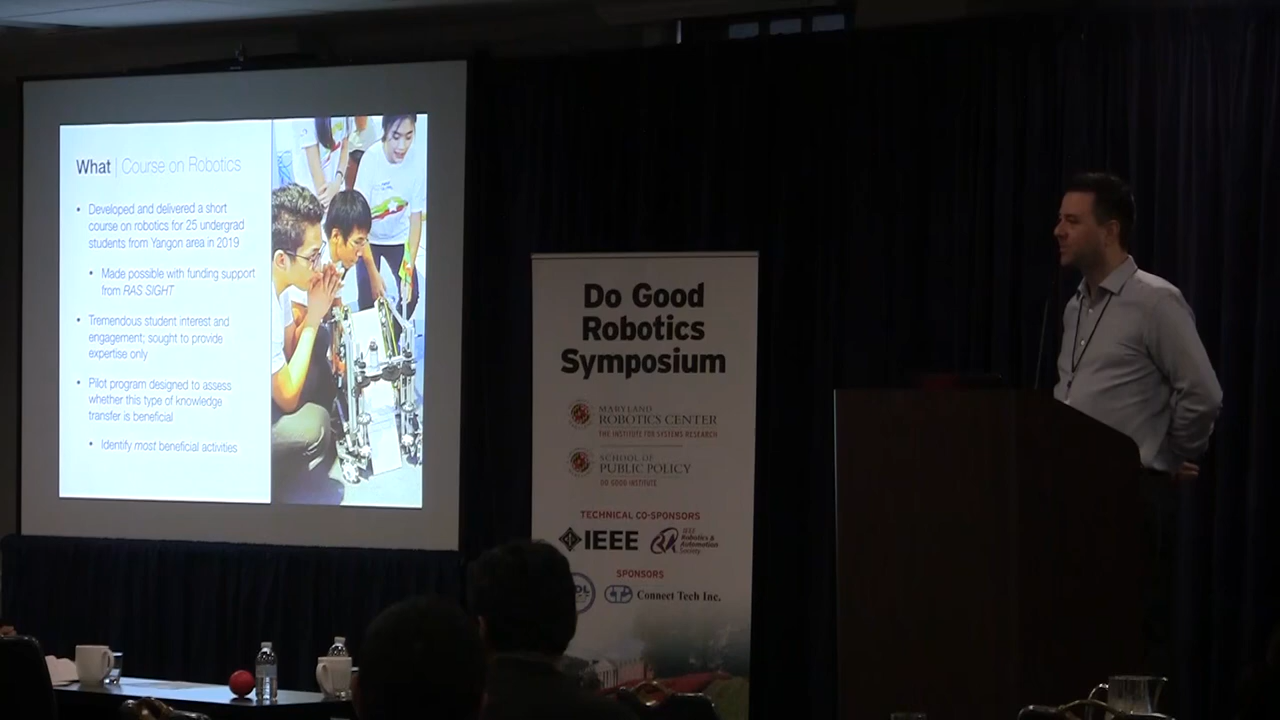 What | Course on Robotics
• Developed and delivered a short
course on robotics for 25 undergrad
students from Yangon area in 2019
• Made possible with funding support
from RAS SIGHT
• Tremendous student interest and
engagement; sought to provide
expertise only
• Pilot program designed to assess
whether this type of knowledge
transfer is beneficial
• Identify most beneficial activities
Do Good
Robotics
Symposium
MARYLAND
ROBOTICS CENTER
THE INSTITUTE FOR SYSTEMS RESEARCH
SCHOOL OF
PUBLIC POLICY
DO GOOD INSTITUTE
TECHNICAL CO-SPONSORS
IEEE
IEEE
Robotics &
Automation
Society
SPONSORS
Connect Tech Inc.